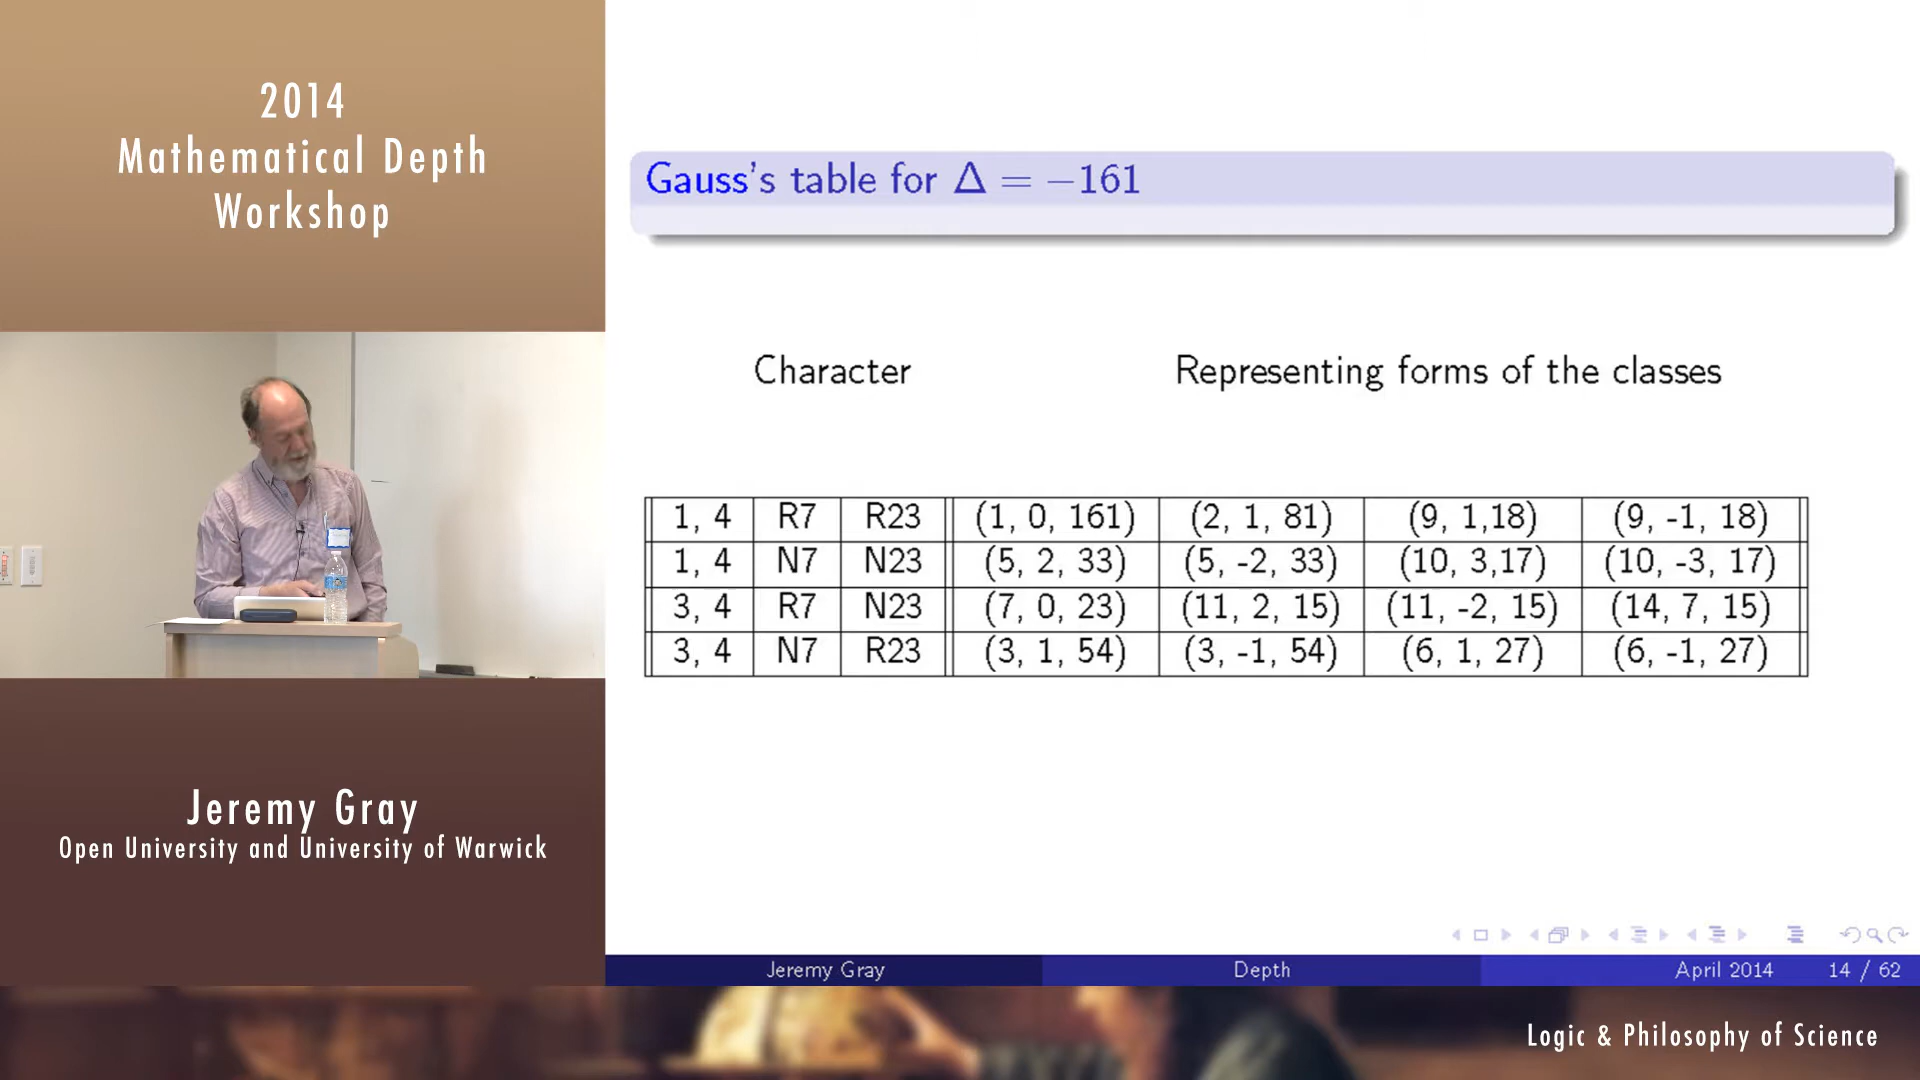 2014
Mathematical Depth
Workshop
Jeremy Gray
Open University and University of Warwick
Gauss's table for Δ = −161
Character Representing forms of the classes
1, 4 R7 R23 (1, 0, 161) (2, 1, 81) (9, 1,18) (9, -1, 18)
1, 4 N7 N23 (5, 2, 33) (5, -2, 33) (10, 3,17) (10, -3, 17)
3, 4 R7 N23 (7, 0, 23) (11, 2, 15) (11, -2, 15) (14, 7, 15)
3, 4 N7 R23 (3, 1, 54) (3, -1, 54) (6, 1, 27) (6, -1, 27)
Jeremy Gray Depth April 2014 14 / 62
Logic & Philosophy of Science